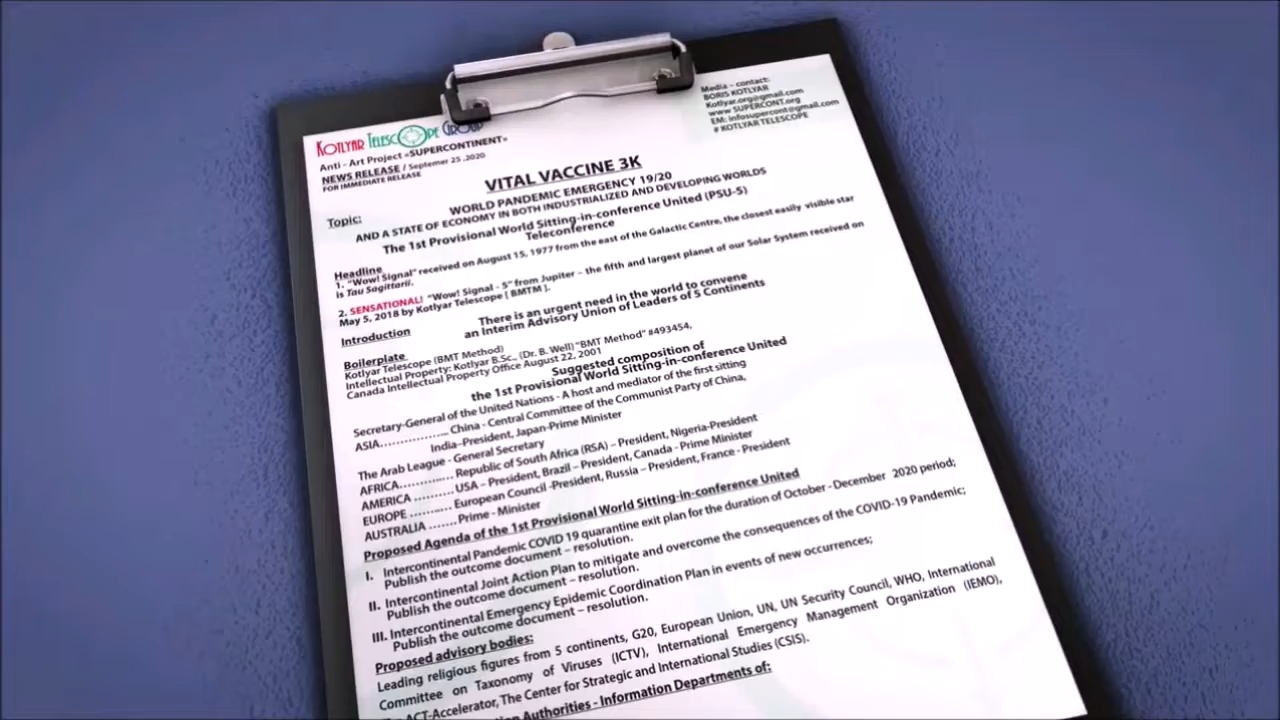 KOTLYAR TELESCOPE GROUP
Anti - Art Project «SUPERCONTINENT»
NEWS RELEASE / Septemer 25 ,2020
FOR IMMEDIATE RELEASE
Media – contact:
BORIS KOTLYAR
Kotlyar.org@gmail.com
www SUPERCONT.org
EM: infosupercont@gmail.com
# KOTLYAR TELESCOPE
VITAL VACCINE 3K
Topic:
WORLD PANDEMIC EMERGENCY 19/20
AND A STATE OF ECONOMY IN BOTH INDUSTRIALIZED AND DEVELOPING WORLDS
The 1st Provisional World Sitting-in-conference United (PSU-5)
Teleconference
Headline
1. "Wow! Signal" received on August 15, 1977 from the east of the Galactic Centre, the closest easily visible star
is Tau Sagittarii.
2. SENSATIONAL! "Wow! Signal - 5" from Jupiter – the fifth and largest planet of our Solar System received on
May 5, 2018 by Kotlyar Telescope [ BMTM ].
Introduction
There is an urgent need in the world to convene
an Interim Advisory Union of Leaders of 5 Continents
Boilerplate
Kotlyar Telescope (BMT Method)
Intellectual Property: Kotlyar B.Sc., (Dr. B. Well) "BMT Method" #493454,
Canada Intellectual Property Office August 22, 2001
Suggested composition of
the 1st Provisional World Sitting-in-conference United
Secretary-General of the United Nations - A host and mediator of the first sitting
ASIA.................. China - Central Committee of the Communist Party of China,
India–President, Japan-Prime Minister
The Arab League - General Secretary
AFRICA.............. Republic of South Africa (RSA) – President, Nigeria-President
AMERICA .......... USA – President, Brazil – President, Canada - Prime Minister
EUROPE ........... European Council -President, Russia – President, France - President
AUSTRALIA ....... Prime - Minister
Proposed Agenda of the 1st Provisional World Sitting-in-conference United
I. Intercontinental Pandemic COVID 19 quarantine exit plan for the duration of October - December 2020 period;
Publish the outcome document – resolution.
II. Intercontinental Joint Action Plan to mitigate and overcome the consequences of the COVID-19 Pandemic;
Publish the outcome document – resolution.
III. Intercontinental Emergency Epidemic Coordination Plan in events of new occurrences;
Publish the outcome document – resolution.
Proposed advisory bodies:
Leading religious figures from 5 continents, G20, European Union, UN, UN Security Council, WHO, International
Committee on Taxonomy of Viruses (ICTV), International Emergency Management Organization (IEMO),
ACT-Accelerator, The Center for Strategic and International Studies (CSIS).
Authorities - Information Departments of: